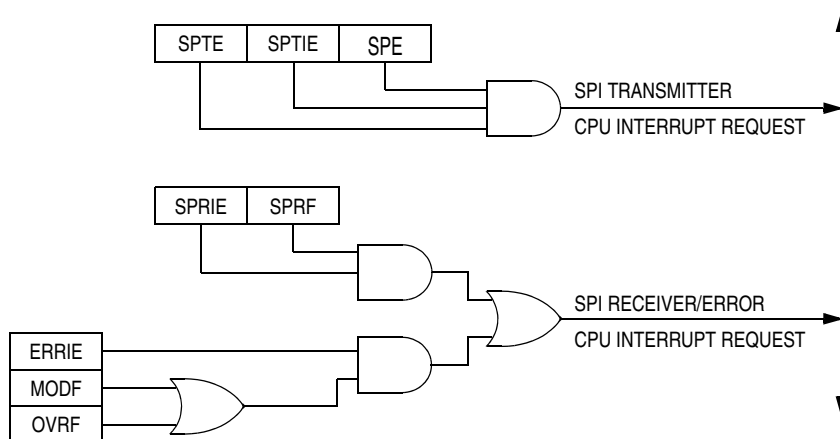 SPTE SPTIE SPE
SPI TRANSMITTER
CPU INTERRUPT REQUEST
SPRIE SPRF
SPI RECEIVER/ERROR
CPU INTERRUPT REQUEST
ERRIE
MODF
OVRF